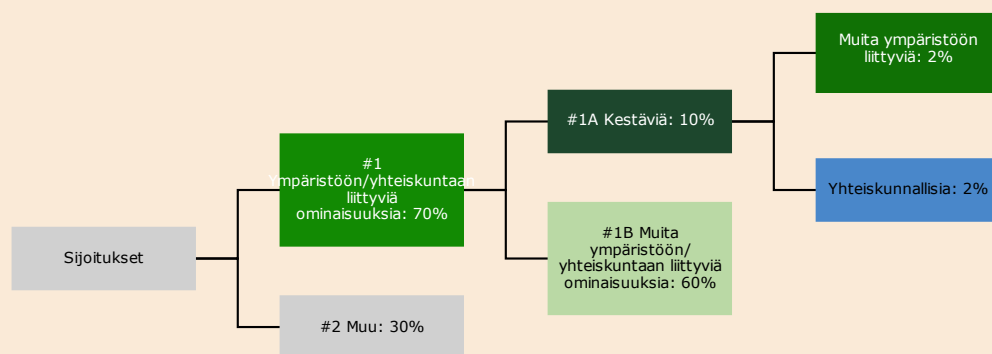 Sijoitukset
#1
Ympäristöön/yhteiskuntaan
liittyviä
ominaisuuksia: 70%
#2 Muu: 30%
#1A Kestäviä: 10%
#1B Muita
ympäristöön/
yhteiskuntaan liittyviä
ominaisuuksia: 60%
Muita ympäristöön
liittyviä: 2%
Yhteiskunnallisia: 2%